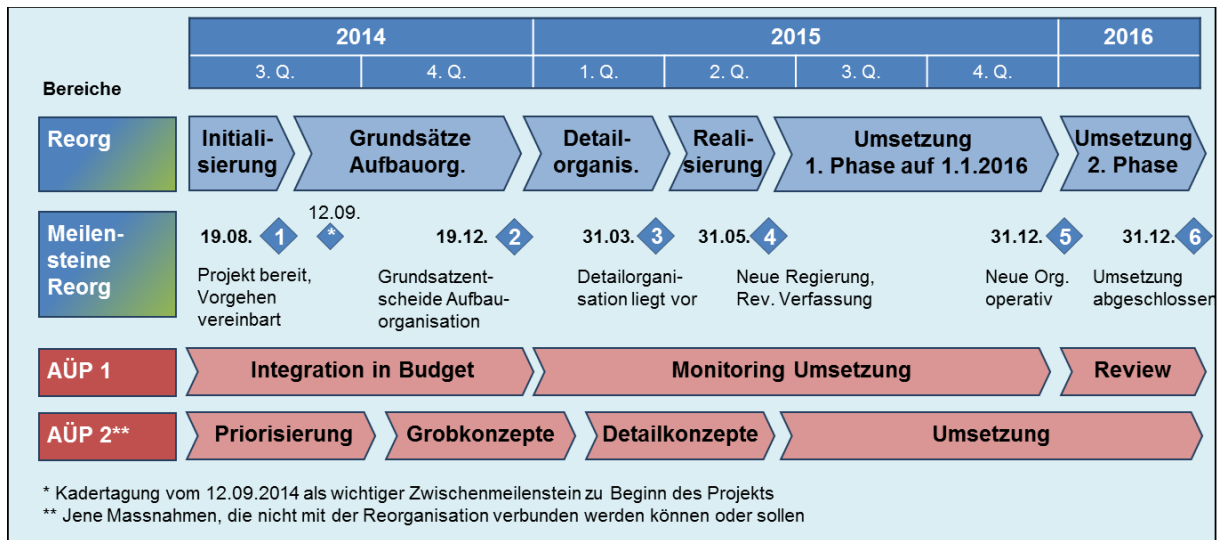 2014 2015 2016
3. Q. 4. Q. 1. Q. 2. Q. 3. Q. 4. Q.
Bereiche
Reorg
Initiali-
sierung
Grundsätze
Aufbauorg.
Detail-
organis.
Reali-
sierung
Umsetzung
1. Phase auf 1.1.2016
Umsetzung
2. Phase
Meilen-
steine
Reorg
19.08. 1
Projekt bereit,
Vorgehen
vereinbart
12.09.
*
19.12. 2
Grundsatzent-
scheide Aufbau-
organisation
31.03. 3
Detailorgani-
sation liegt vor
31.05. 4
Neue Regierung,
Rev. Verfassung
31.12. 5
Neue Org.
operativ
31.12. 6
Umsetzung
abgeschlossen
AÜP 1
Integration in Budget
Monitoring Umsetzung
Review
AÜP 2**
Priorisierung
Grobkonzepte
Detailkonzepte
Umsetzung
* Kadertagung vom 12.09.2014 als wichtiger Zwischenmeilenstein zu Beginn des Projekts
** Jene Massnahmen, die nicht mit der Reorganisation verbunden werden können oder sollen